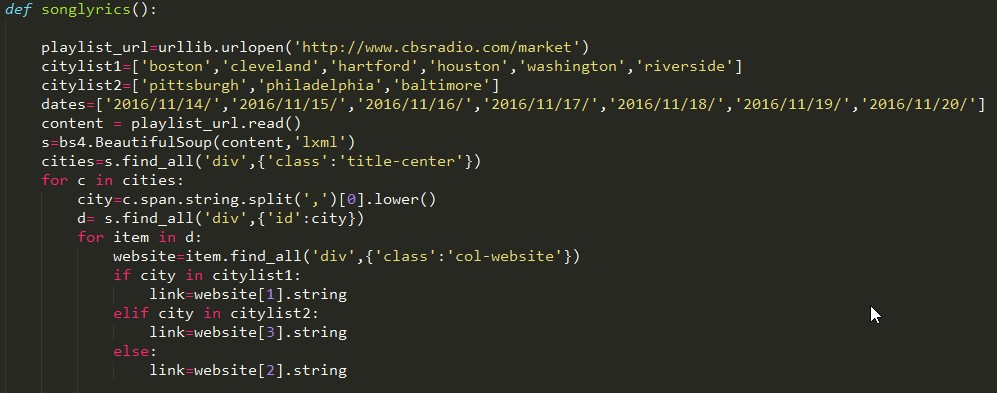 def songlyrics():
playlist_url=urllib.urlopen('http://www.cbsradio.com/market')
citylist1=['boston','cleveland','hartford','houston','washington','riverside']
citylist2=['pittsburgh','philadelphia','baltimore']
dates=['2016/11/14/','2016/11/15/','2016/11/16/','2016/11/17/','2016/11/18/','2016/11/19/','2016/11/20/']
content = playlist_url.read()
s=bs4.BeautifulSoup(content,'lxml')
cities=s.find_all('div',{'class':'title-center'})
for c in cities:
city=c.span.string.split(',')[0].lower()
d= s.find_all('div',{'id':city})
for item in d:
website=item.find_all('div',{'class':'col-website'})
if city in citylist1:
link=website[1].string
elif city in citylist2:
link=website[3].string
else:
link=website[2].string